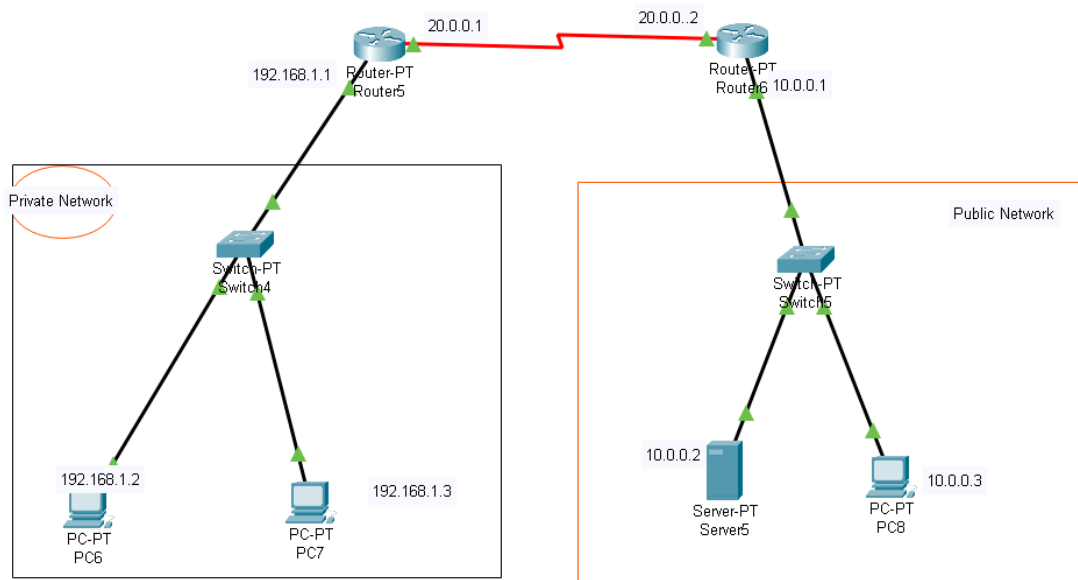 20.0.0.1
20.0.0..2
Router-PT
Router5
192.168.1.1
Router-PT
Router6
10.0.0.1
Private Network
Public Network
Switch-PT
Switch4
Switch-PT
Switch5
192.168.1.2
192.168.1.3
10.0.0.2
10.0.0.3
PC-PT
PC6
PC-PT
PC7
Server-PT
Server5
PC-PT
PC8